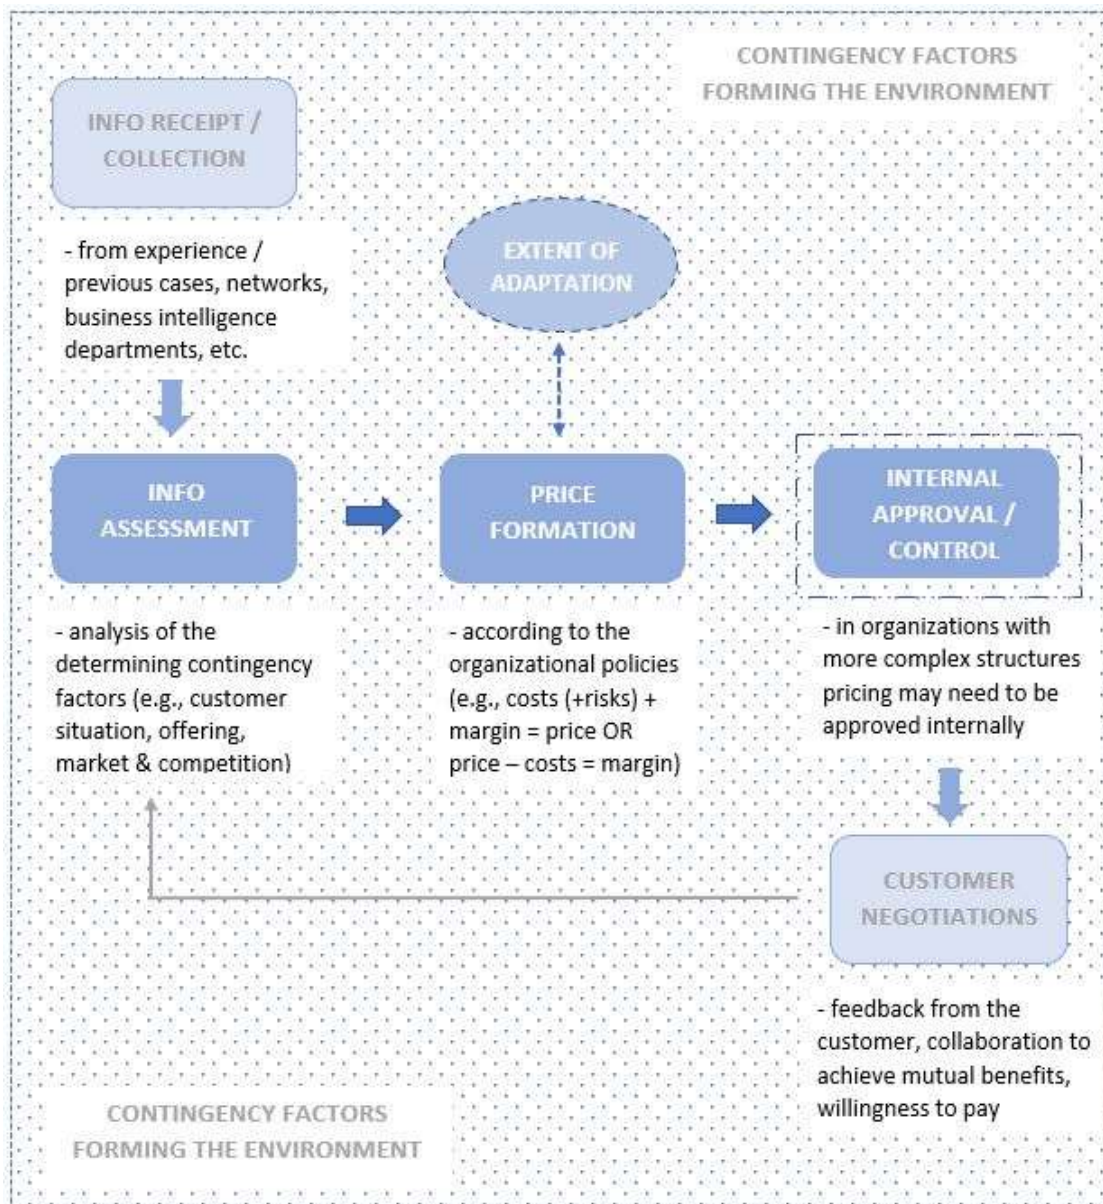 CONTINGENCY FACTORS
FORMING THE ENVIRONMENT
INFO RECEIPT /
COLLECTION
- from experience /
previous cases, networks,
business intelligence
departments, etc.
EXTENT OF
ADAPTATION
INFO
ASSESSMENT
PRICE
FORMATION
INTERNAL
APPROVAL /
CONTROL
- analysis of the
determining contingency
factors (e.g., customer
situation, offering,
market & competition)
- according to the
organizational policies
(e.g., costs (+risks) +
margin = price OR
price – costs = margin)
- in organizations with
more complex structures
pricing may need to be
approved internally
CUSTOMER
NEGOTIATIONS
- feedback from the
customer, collaboration to
achieve mutual benefits,
willingness to pay
CONTINGENCY FACTORS
FORMING THE ENVIRONMENT